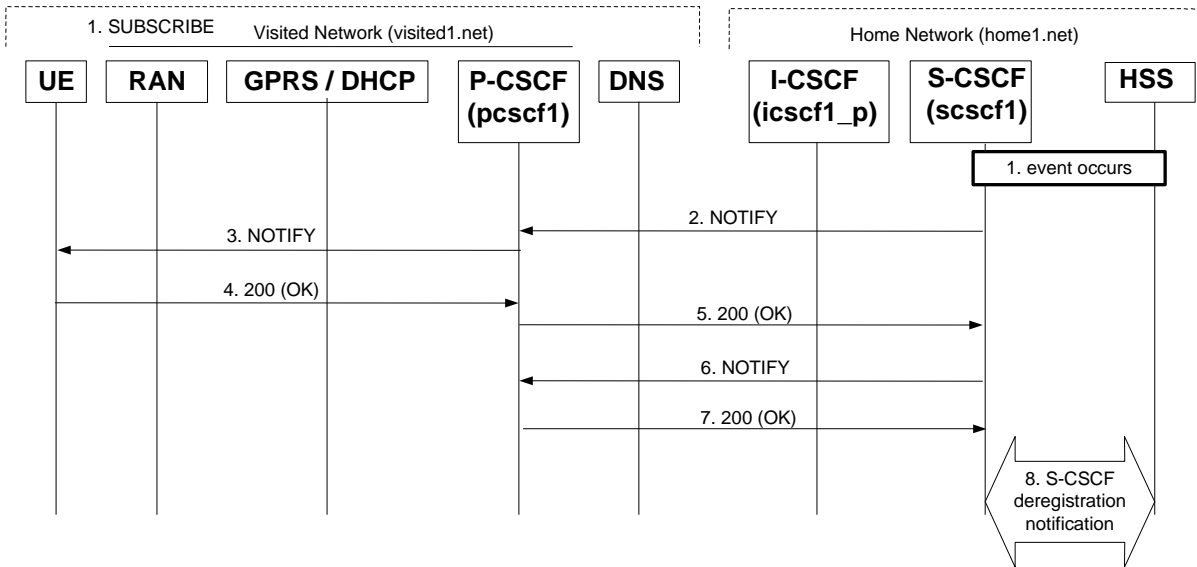 1. SUBSCRIBE
Visited Network (visited1.net)
Home Network (home1.net)
UE
RAN
GPRS / DHCP
P-CSCF
(pcscf1)
DNS
I-CSCF
(icscf1_p)
S-CSCF
(scscf1)
HSS
1. event occurs
2. NOTIFY
3. NOTIFY
4. 200 (OK)
5. 200 (OK)
6. NOTIFY
7. 200 (OK)
8. S-CSCF
deregistration
notification